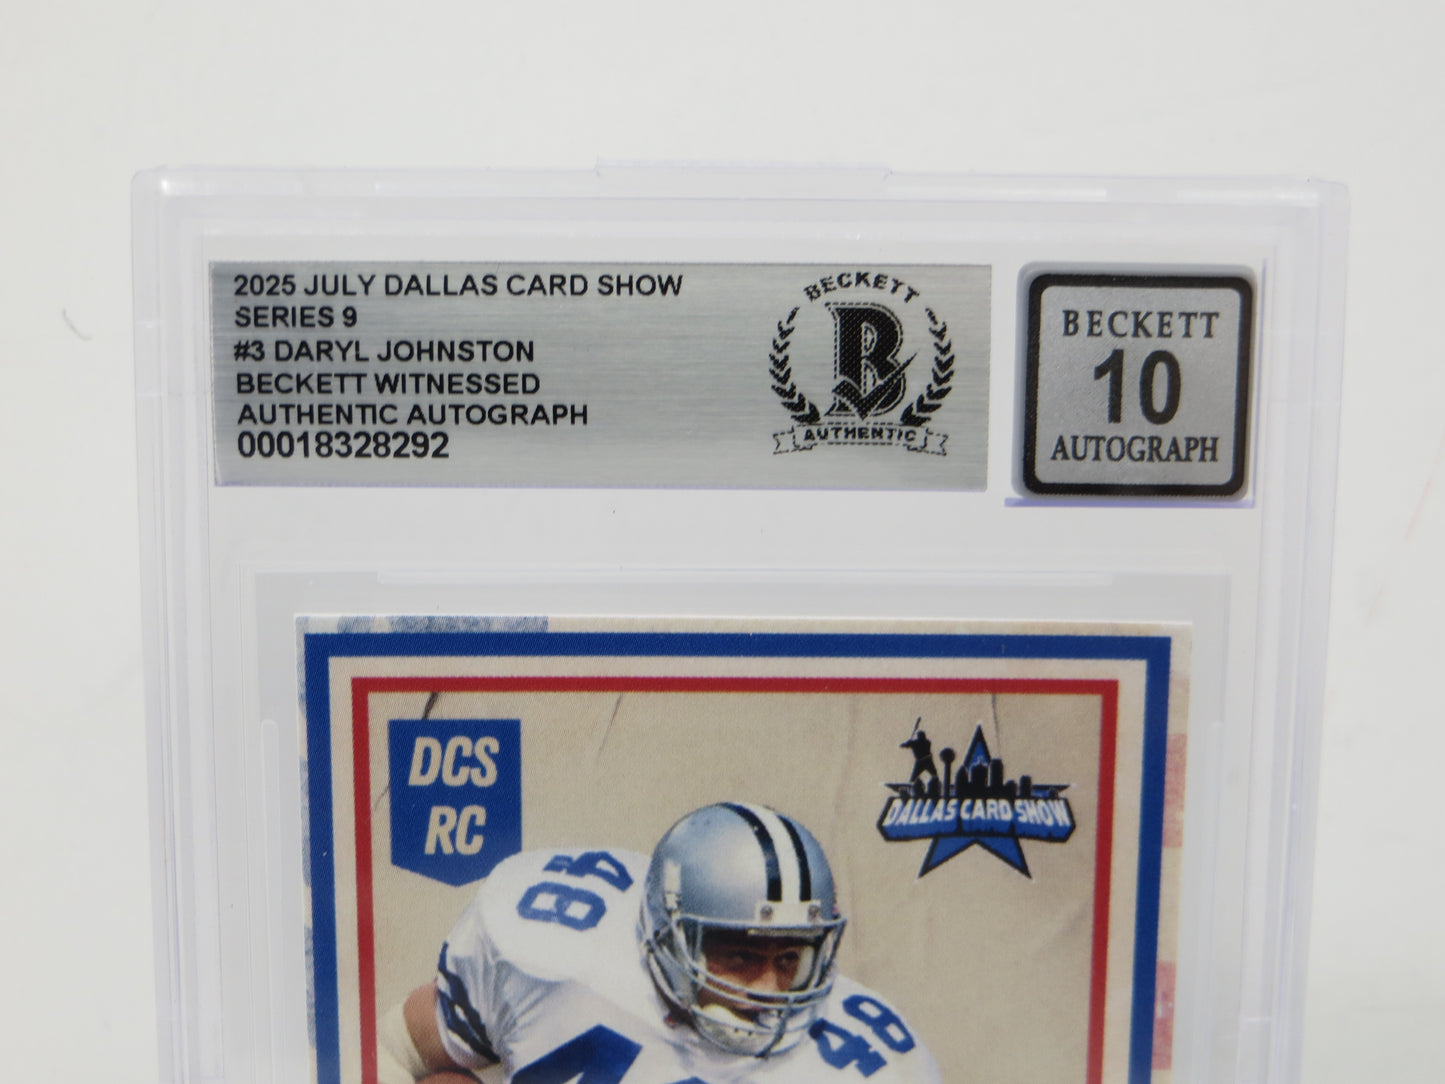 2025 JULY DALLAS CARD SHOW
SERIES 9
#3 DARYL JOHNSTON
BECKETT WITNESSED
AUTHENTIC AUTOGRAPH
00018328292
BECKETT
B
AUTHENTIC
BECKETT
10
AUTOGRAPH
DCS
RC
DALLAS CARD SHOW
48
48